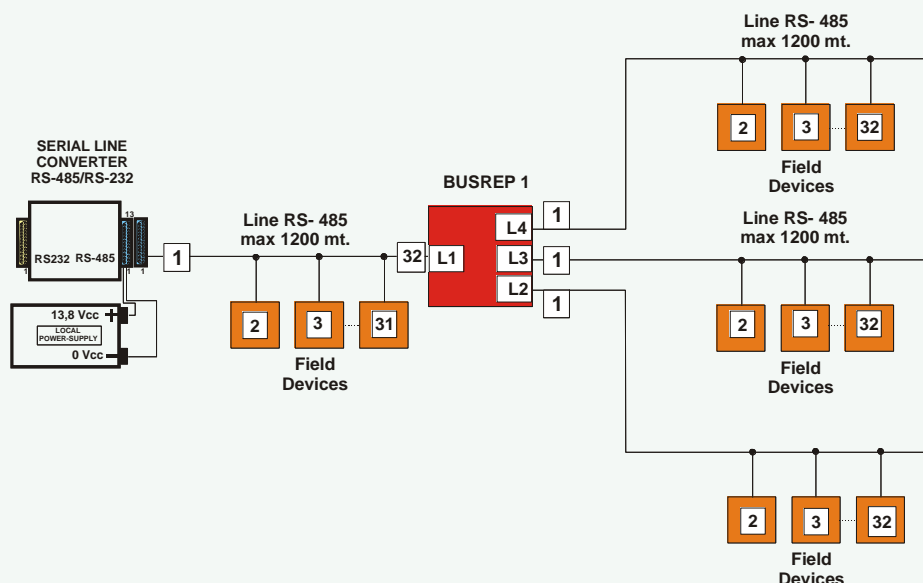 Line RS- 485
max 1200 mt.
2
3
32
Field
Devices
SERIAL LINE
CONVERTER
RS-485/RS-232
13
RS232
RS-485
1
1
1
13,8 Vcc
+
LOCAL
POWER-SUPPLY
0 Vcc
-
1
Line RS- 485
max 1200 mt.
2
3
31
Field
Devices
32
BUSREP 1
L1
L4
L3
L2
1
1
1
Line RS- 485
max 1200 mt.
2
3
32
Field
Devices
2
3
32
Field
Devices